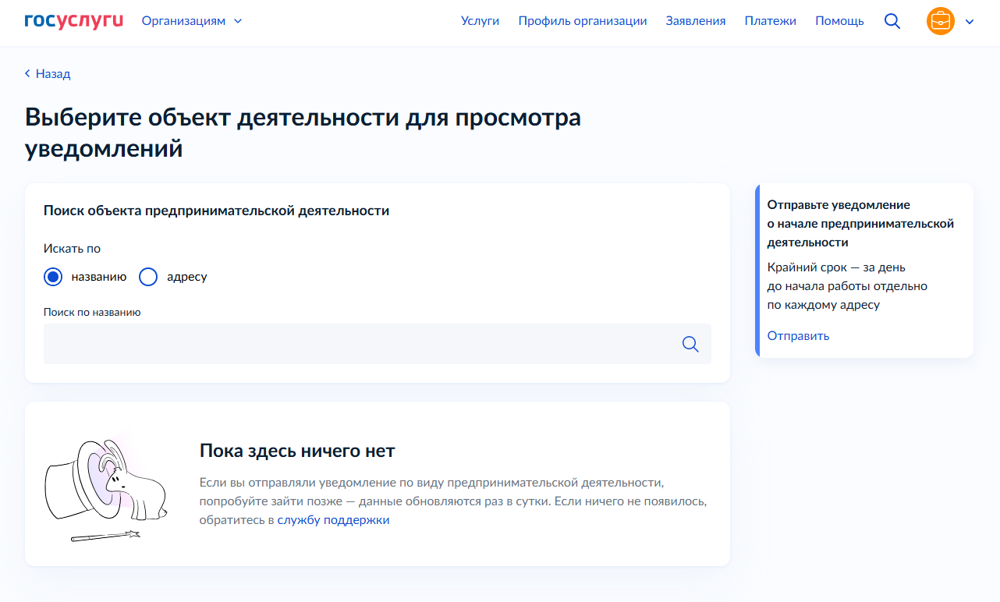 госуслуги Организациям Услуги Профиль организации Заявления Платежи Помощь
Назад
Выберите объект деятельности для просмотра
уведомлений
Поиск объекта предпринимательской деятельности
Искать по
названию адресу
Поиск по названию
Отправьте уведомление
о начале предпринимательской
деятельности
Крайний срок — за день
до начала работы отдельно
по каждому адресу
Отправить
Пока здесь ничего нет
Если вы отправляли уведомление по виду предпринимательской деятельности,
попробуйте зайти позже — данные обновляются раз в сутки. Если ничего не появилось,
обратитесь в службу поддержки